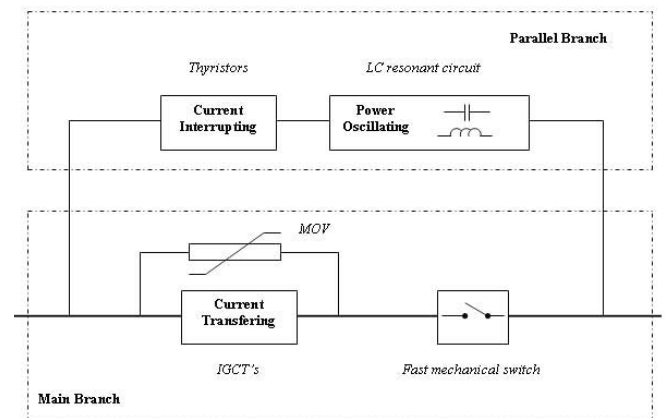 Parallel Branch
Thyristors
LC resonant circuit
Current
Interrupting
Power
Oscillating
MOV
Current
Transfering
IGCT's
Fast mechanical switch
Main Branch